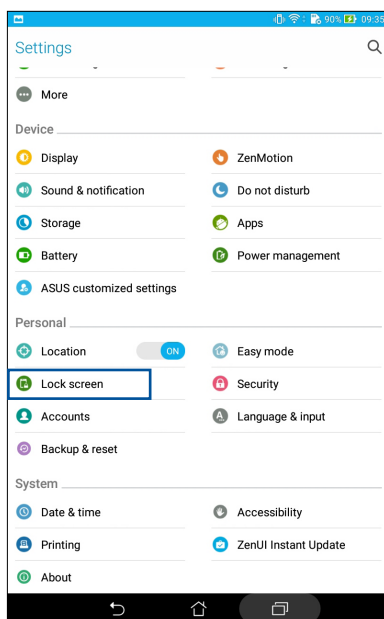 90% 09:35
Settings
More
Device
Display ZenMotion
Sound & notification Do not disturb
Storage Apps
Battery Power management
ASUS customized settings
Personal
Location ON Easy mode
Lock screen Security
Accounts A Language & input
Backup & reset
System
Date & time Accessibility
Printing ZenUI Instant Update
About